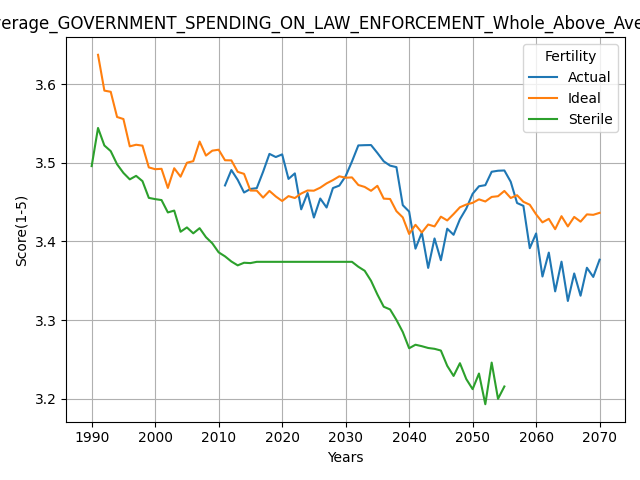 verage_GOVERNMENT_SPENDING_ON_LAW_ENFORCEMENT_Whole_Above_Ave
Fertility
Actual
Ideal
Sterile
3.6
3.5
3.4
3.3
3.2
Score(1-5)
1990 2000 2010 2020 2030 2040 2050 2060 2070
Years